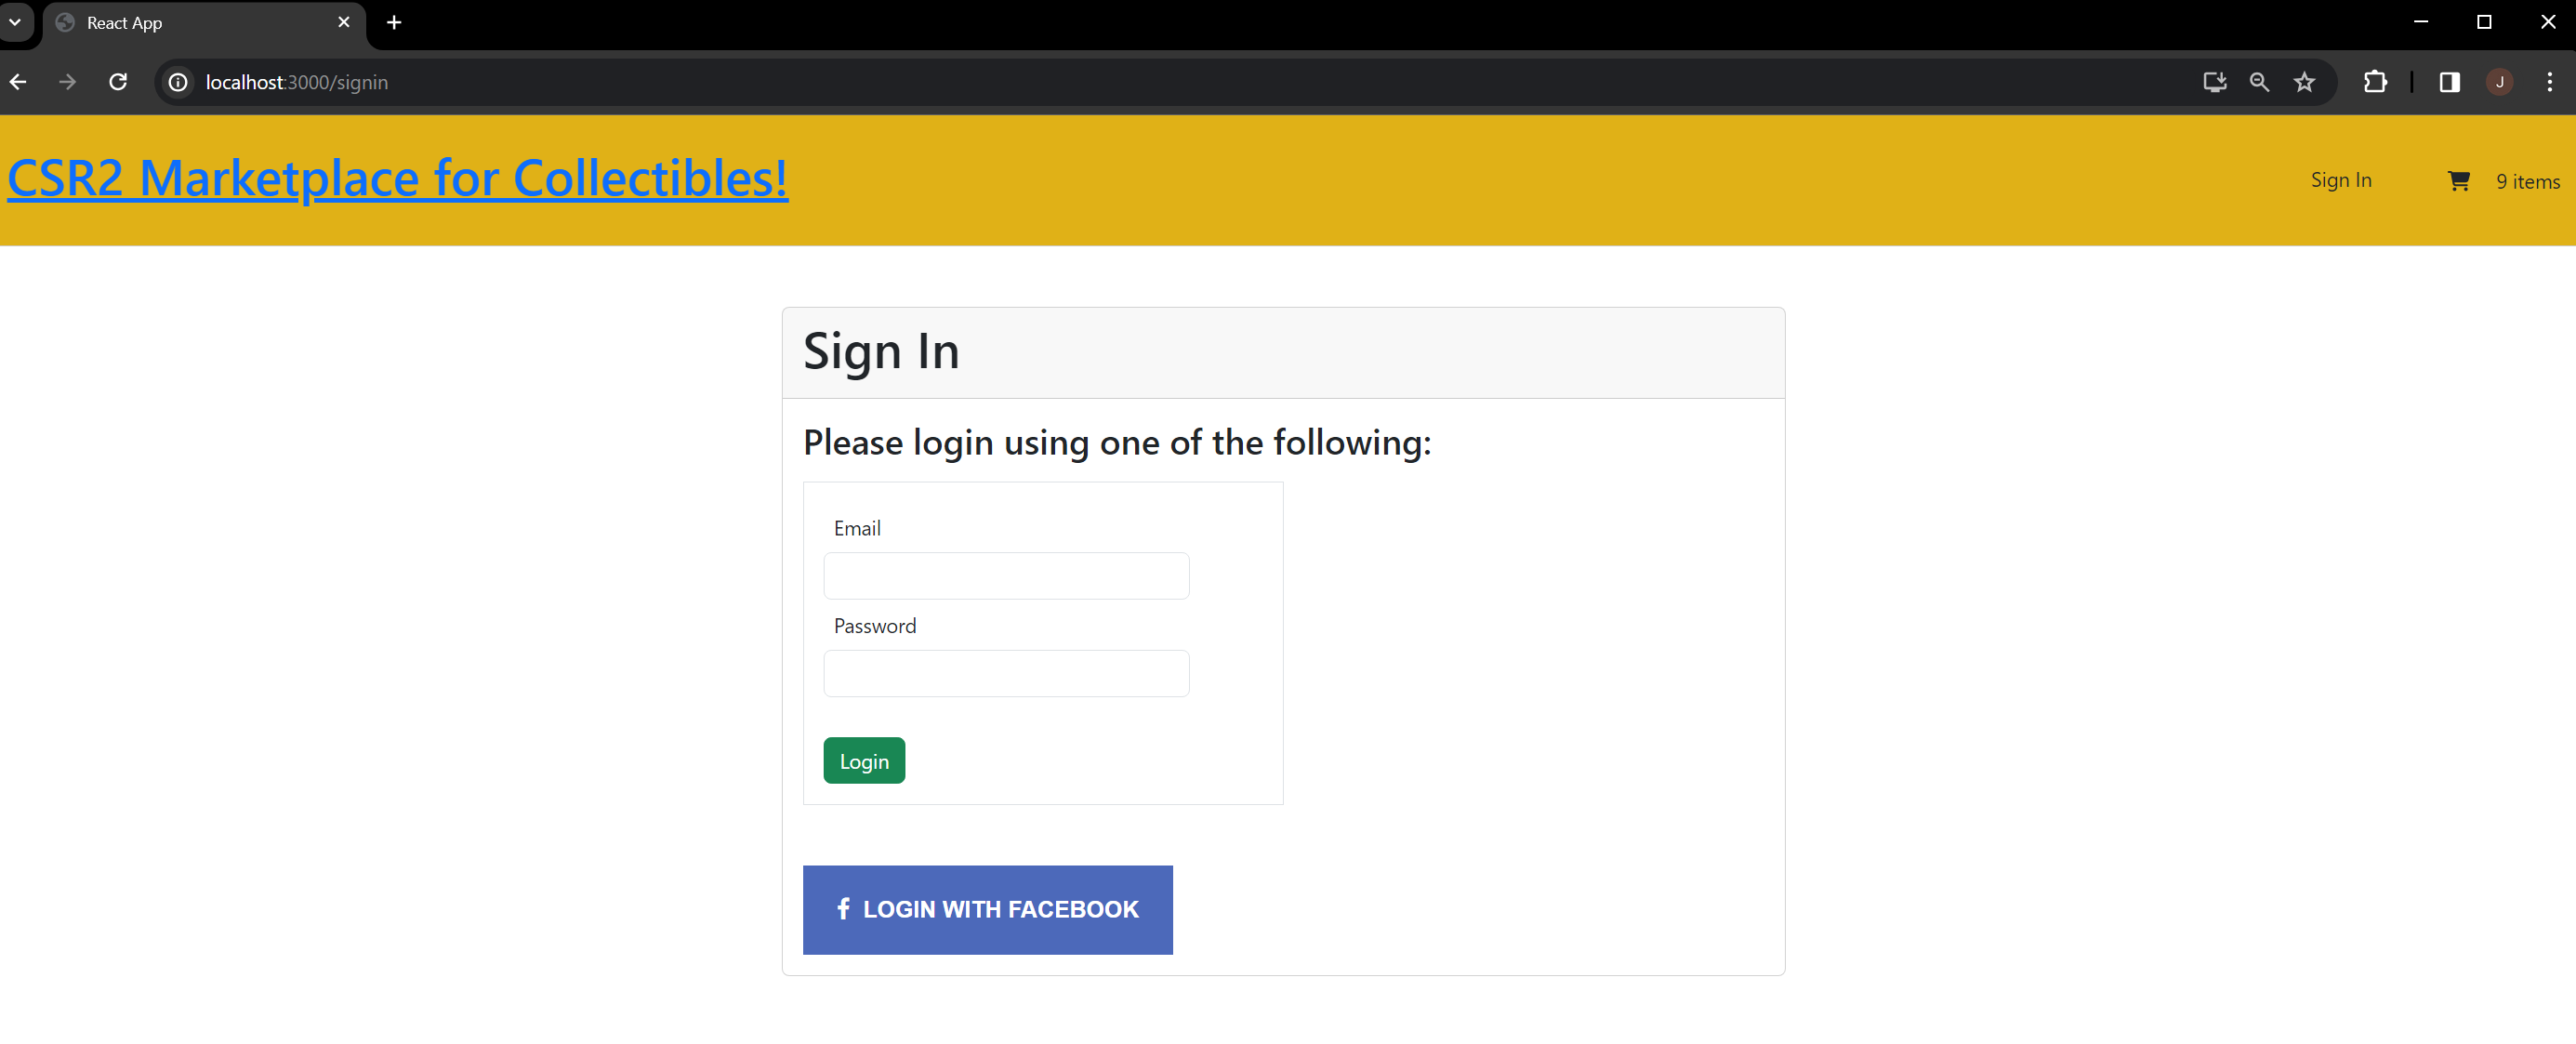 React App
localhost:3000/signin
J
CSR2 Marketplace for Collectibles!
Sign In
9 items
Sign In
Please login using one of the following:
Email
Password
Login
LOGIN WITH FACEBOOK